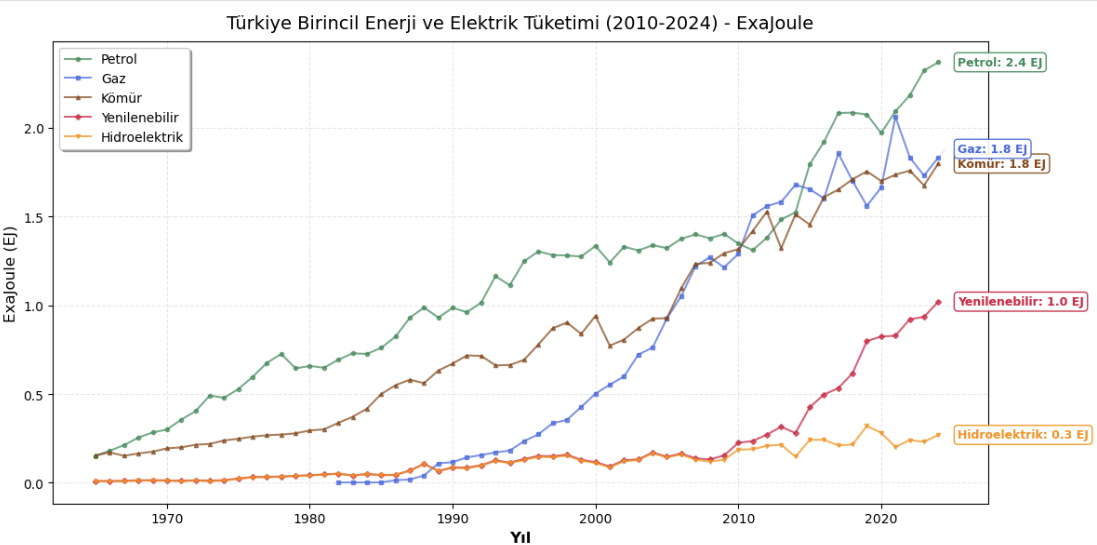 Türkiye Birincil Enerji ve Elektrik Tüketimi (2010-2024) - ExaJoule
Petrol
Gaz
Kömür
Yenilenebilir
Hidroelektrik
Petrol: 2.4 EJ
Gaz: 1.8 EJ
Kömür: 1.8 EJ
Yenilenebilir: 1.0 EJ
Hidroelektrik: 0.3 EJ
ExaJoule (EJ)
2.0
1.5
1.0
0.5
0.0
1970 1980 1990 2000 2010 2020
Yıl